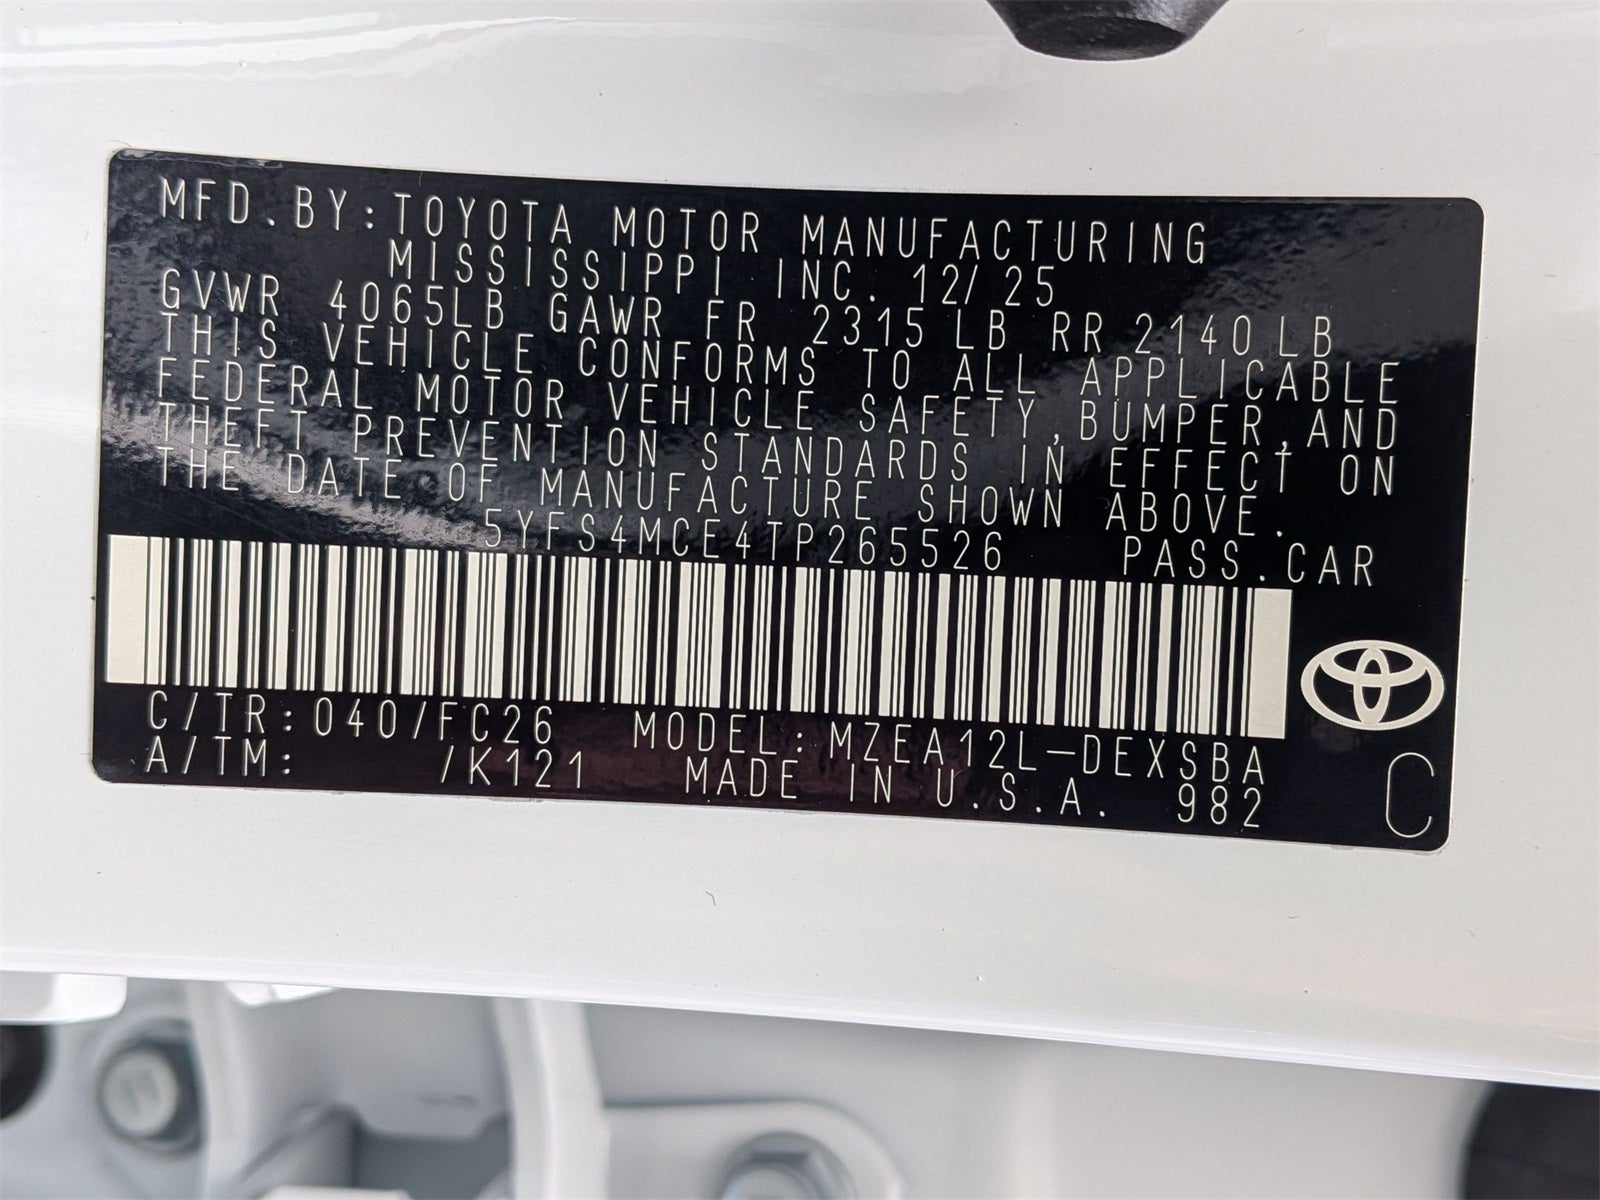 MFD.BY:TOYOTA MOTOR MANUFACTURING
MISSISSIPPI INC. 12/25
GVWR 4065LB GAWR FR 2315LB RR 2140LB
THIS VEHICLE CONFORMS TO ALL APPLICABLE
FEDERAL MOTOR VEHICLE SAFETY,BUMPER,AND
THEFT PREVENTION STANDARDS IN EFFECT ON
THE DATE OF MANUFACTURE SHOWN ABOVE.
5YFS4MCE4TP265526 PASS.CAR
C/TR:040/FC26 MODEL:MZEA12L-DEXSBA
A/TM: /K121 MADE IN U.S.A. 982
C